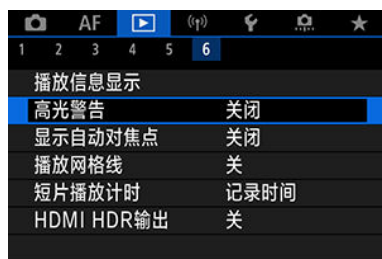 AF
1 2 3 4 5 6
播放信息显示
高光警告 关闭
显示自动对焦点 关闭
播放网格线 关
短片播放计时 记录时间
HDMI HDR输出 关